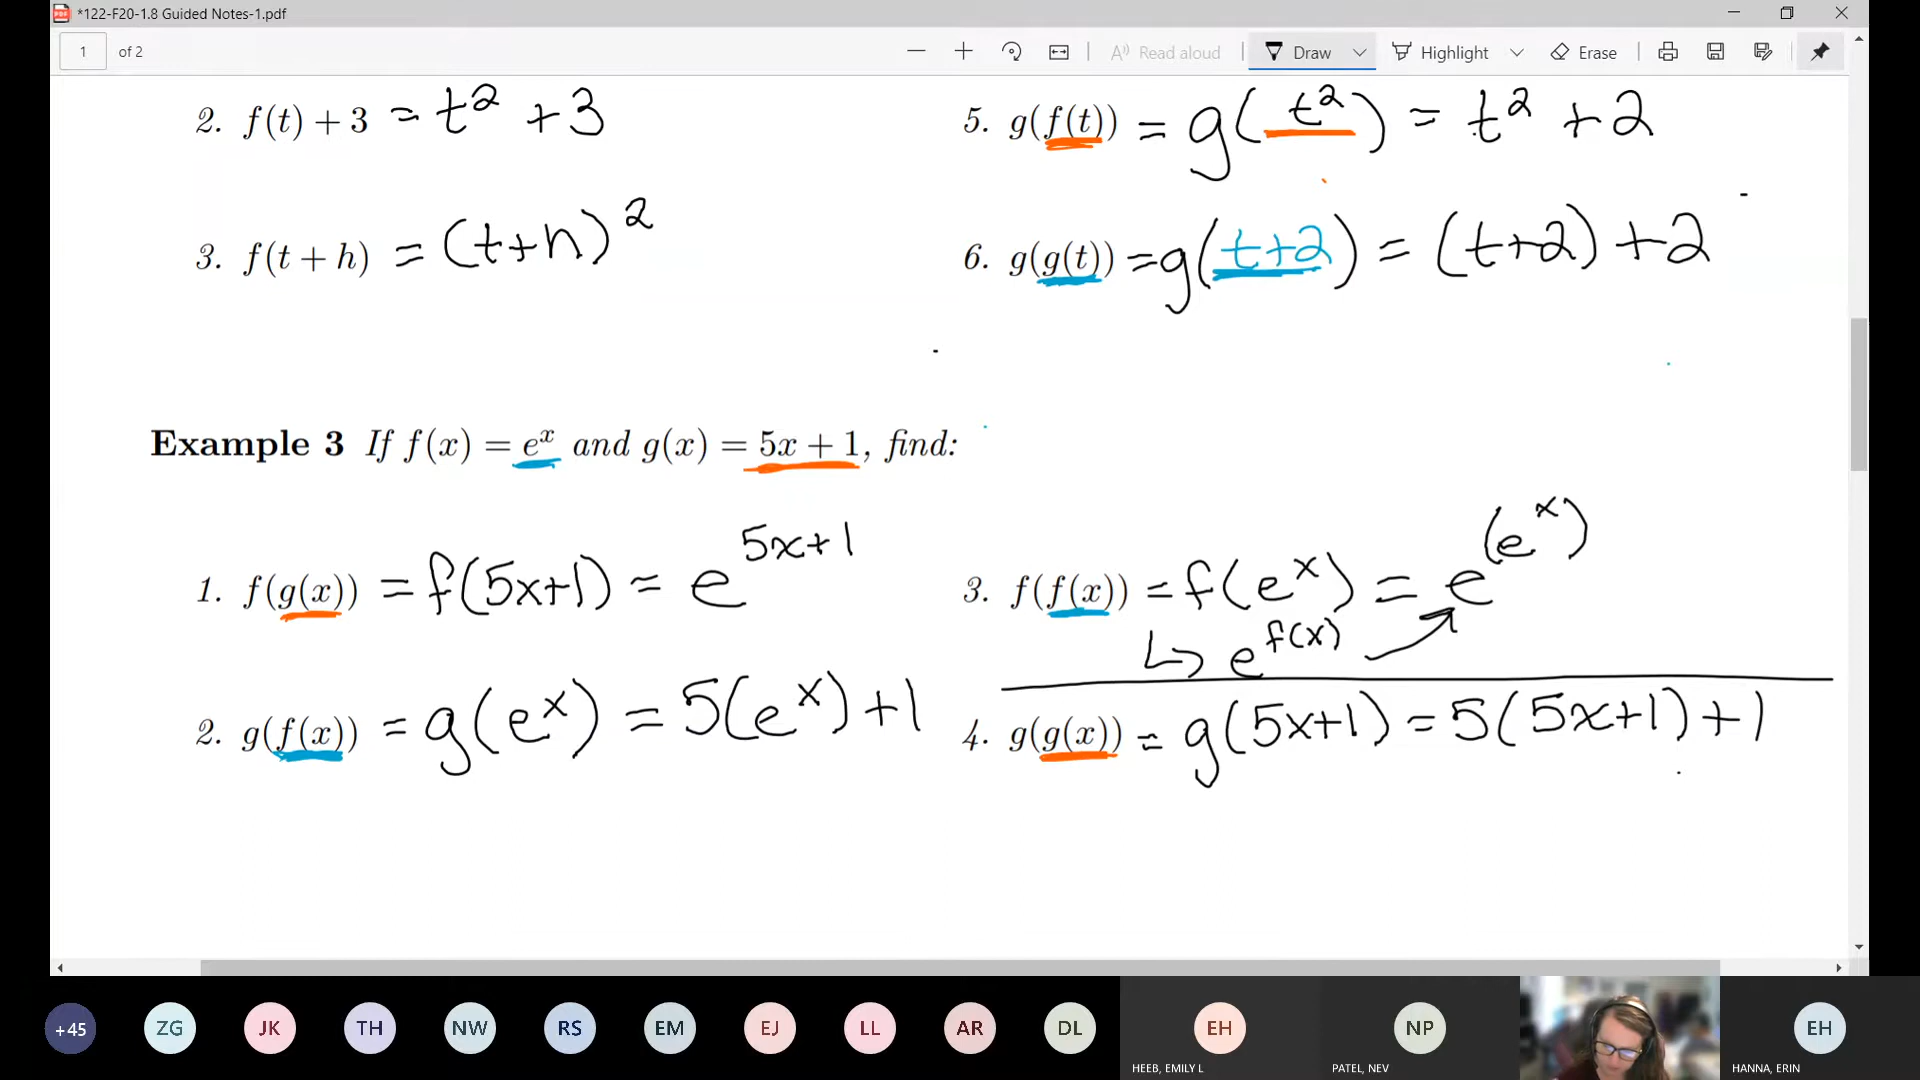 *122-F20-1.8 Guided Notes-1.pdf
1 of 2 Read aloud Draw Highlight Erase
2. f(t) + 3 = t² + 3
5. g(f(t)) = g(t²) = t² + 2
3. f(t + h) = (t+h)²
6. g(g(t)) = g(t+2) = (t+2) + 2
Example 3 If f(x) = eˣ and g(x) = 5x + 1, find:
1. f(g(x)) = f(5x+1) = e^(5x+1)
3. f(f(x)) = f(eˣ) = e^(eˣ)
↳ e^f(x)
2. g(f(x)) = g(eˣ) = 5(eˣ)+1
4. g(g(x)) = g(5x+1) = 5(5x+1)+1
+45 ZG JK TH NW RS EM EJ LL AR DL EH NP EH
HEEB, EMILY L PATEL, NEV HANNA, ERIN